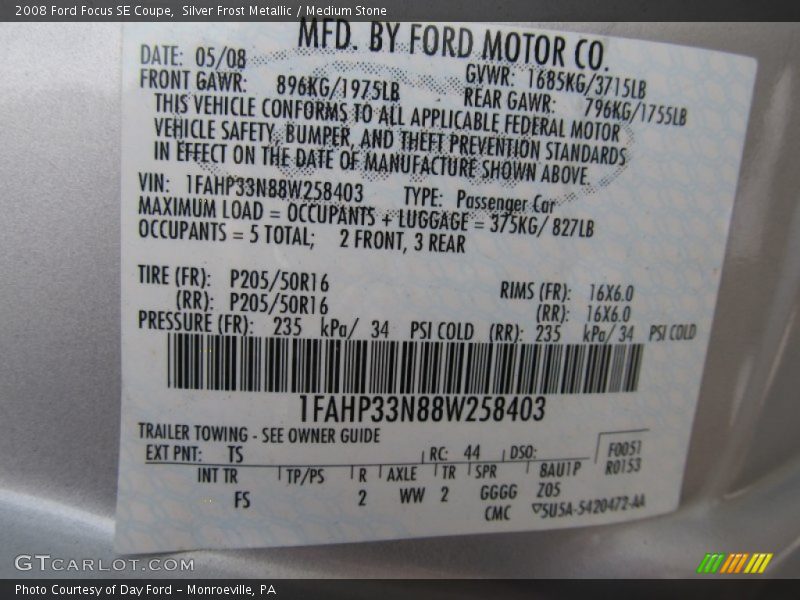 2008 Ford Focus SE Coupe, Silver Frost Metallic / Medium Stone
MFD. BY FORD MOTOR CO.
DATE: 05/08 GVWR: 1685KG/3715LB
FRONT GAWR: 896KG/1975LB REAR GAWR: 796KG/1755LB
THIS VEHICLE CONFORMS TO ALL APPLICABLE FEDERAL MOTOR
VEHICLE SAFETY, BUMPER, AND THEFT PREVENTION STANDARDS
IN EFFECT ON THE DATE OF MANUFACTURE SHOWN ABOVE.
VIN: 1FAHP33N88W258403 TYPE: Passenger Car
MAXIMUM LOAD = OCCUPANTS + LUGGAGE = 375KG/ 827LB
OCCUPANTS = 5 TOTAL; 2 FRONT, 3 REAR
TIRE (FR): P205/50R16 RIMS (FR): 16X6.0
(RR): P205/50R16 (RR): 16X6.0
PRESSURE (FR): 235 kPa/ 34 PSI COLD (RR): 235 kPa/ 34 PSI COLD
1FAHP33N88W258403
TRAILER TOWING - SEE OWNER GUIDE
EXT PNT: TS RC: 44 DSO: F0051
R0153
INT TR TP/PS R AXLE TR SPR 8AU1P
FS 2 WW 2 GGGG Z05
CMC ▽5U5A-5420472-AA
GTCARLOT.COM
Photo Courtesy of Day Ford – Monroeville, PA